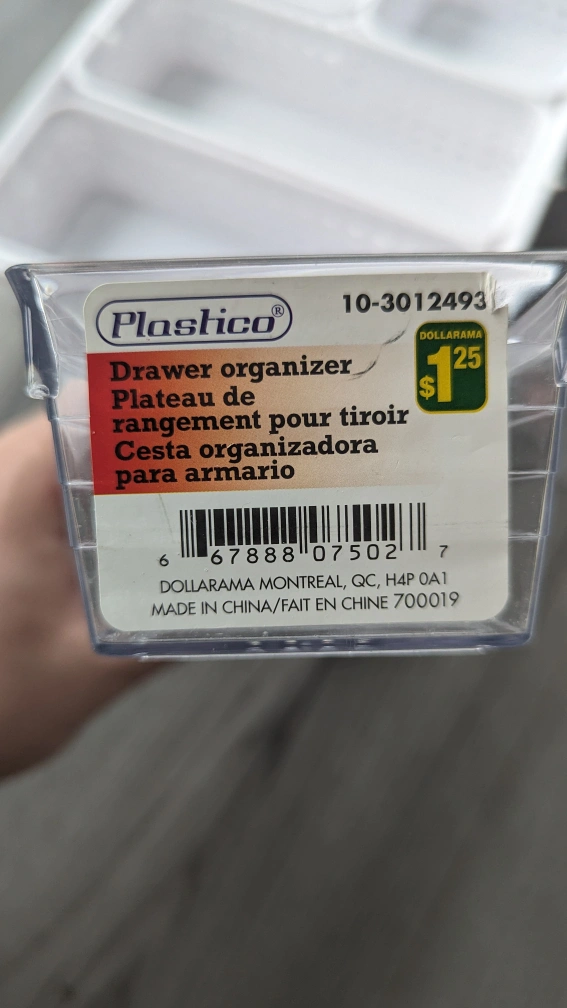 Plastico®
10-3012493
DOLLARAMA
$1.25
Drawer organizer
Plateau de
rangement pour tiroir
Cesta organizadora
para armario
6 67888 07502 7
DOLLARAMA MONTREAL, QC, H4P 0A1
MADE IN CHINA/FAIT EN CHINE 700019